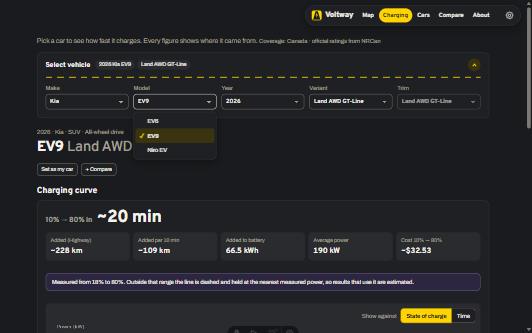 Voltway Map Charging Cars Compare About
Pick a car to see how fast it charges. Every figure shows where it came from. Coverage: Canada · official ratings from NRCan
Select vehicle 2026 Kia EV9 Land AWD GT-Line
Make Model Year Variant Trim
Kia EV9 2026 Land AWD GT-Line Land AWD GT-Line
EV6
✓ EV9
Niro EV
2026 · Kia · SUV · All-wheel drive
EV9 Land AWD
Set as my car + Compare
Charging curve
10% → 80% in ~20 min
Added (Highway) Added per 10 min Added to battery Average power Cost 10% → 80%
~228 km ~109 km 66.5 kWh 190 kW ~$32.53
Measured from 18% to 80%. Outside that range the line is dashed and held at the nearest measured power, so results that use it are estimated.
Show against State of charge Time
Power (kW)